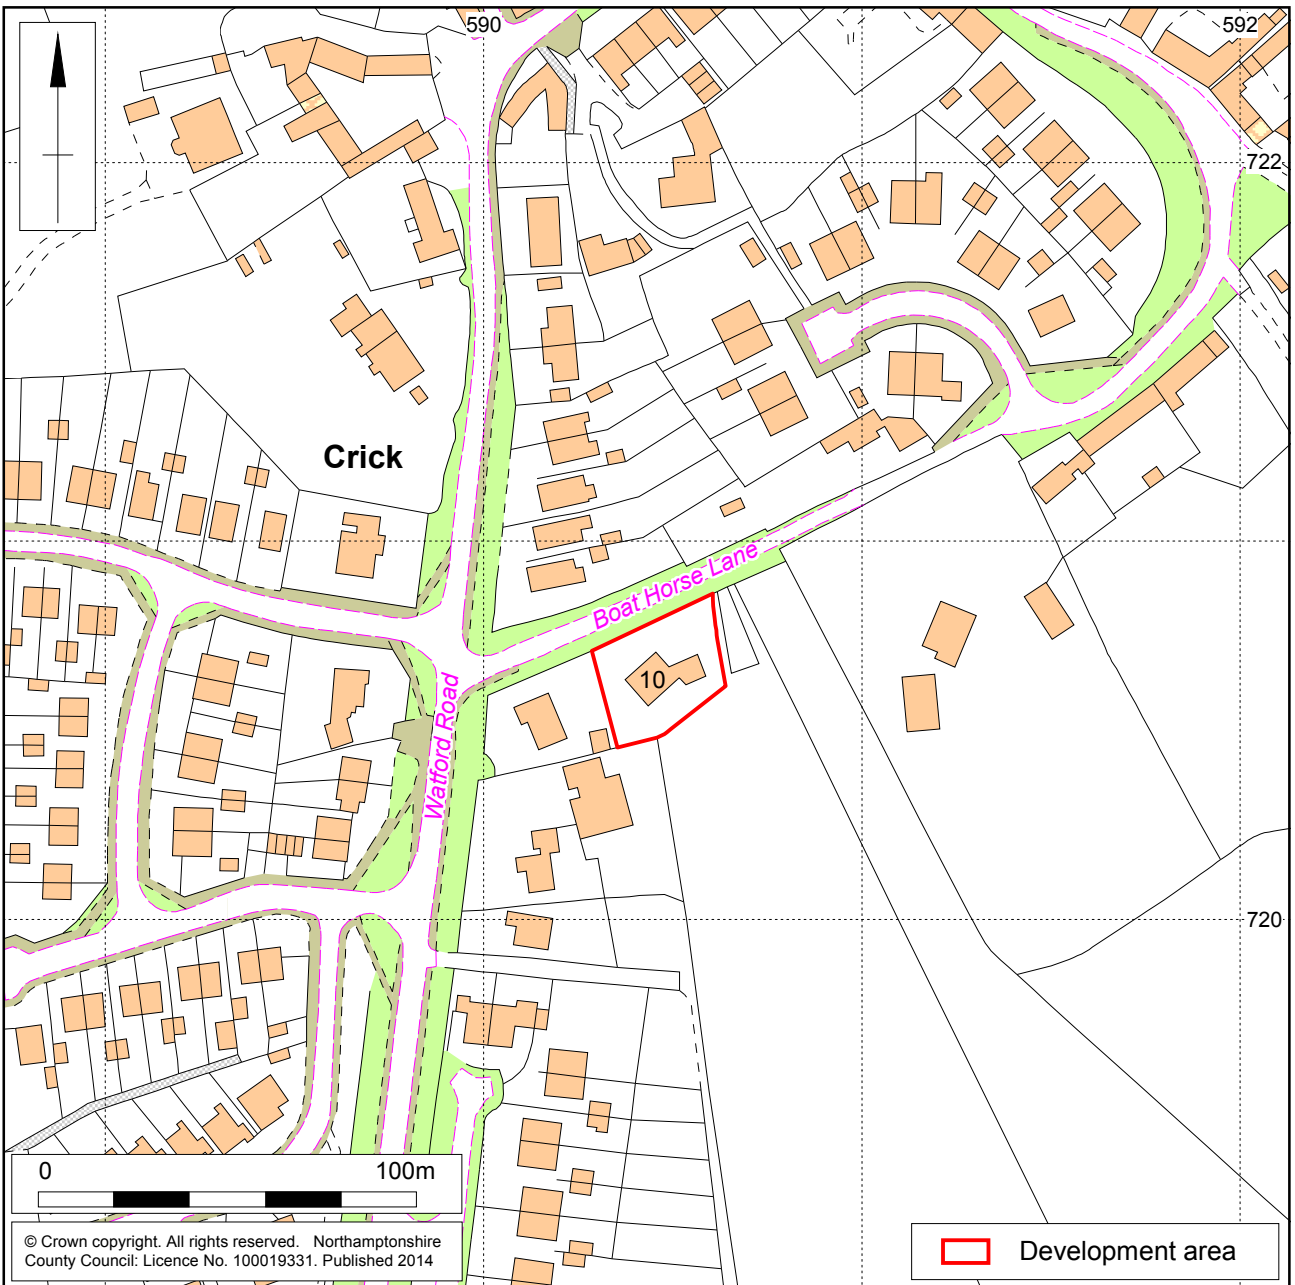 590
592
722
Crick
Boat Horse Lane
10
Watford Road
720
0 100m
© Crown copyright. All rights reserved. Northamptonshire
County Council: Licence No. 100019331. Published 2014
Development area